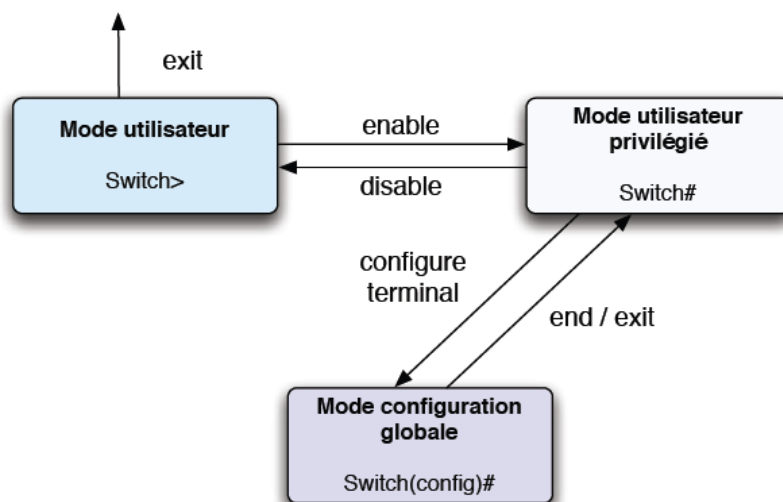 exit
Mode utilisateur
Switch>
enable
disable
Mode utilisateur
privilégié
Switch#
configure
terminal
end / exit
Mode configuration
globale
Switch(config)#